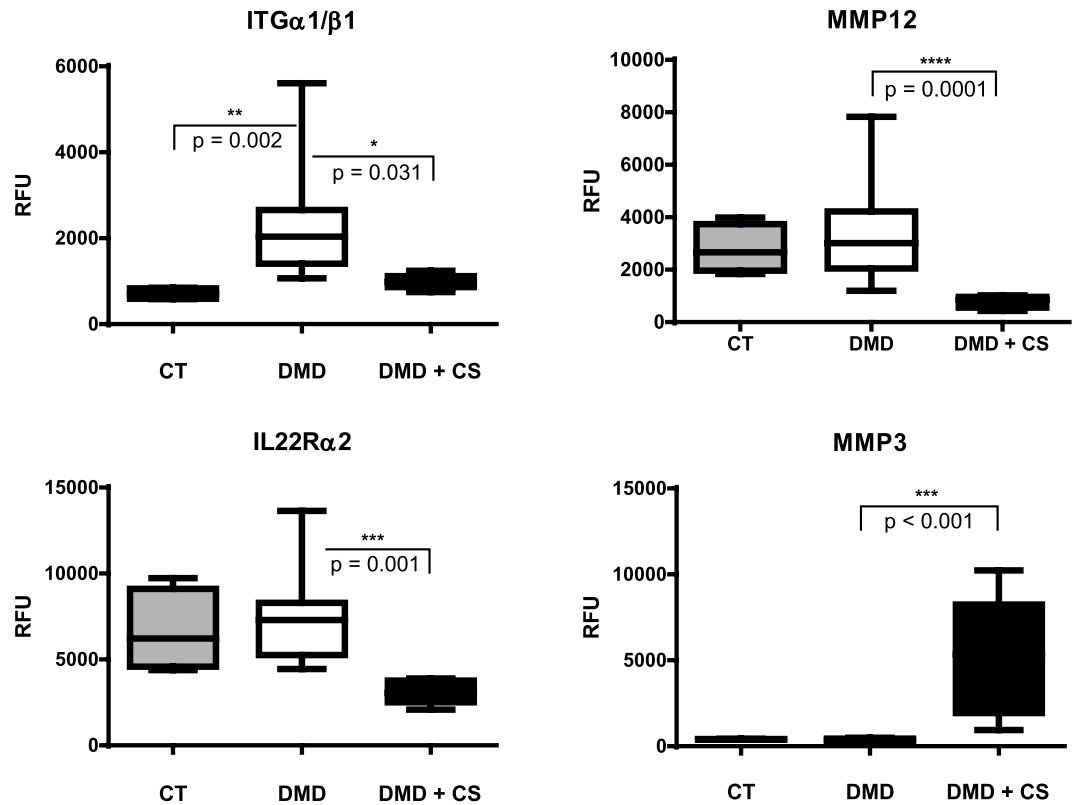 ITGα1/β1
6000
4000
2000
0
RFU
**
p = 0.002
*
p = 0.031
CT DMD DMD + CS
MMP12
10000
8000
6000
4000
2000
0
RFU
****
p = 0.0001
CT DMD DMD + CS
IL22Rα2
15000
10000
5000
0
RFU
***
p = 0.001
CT DMD DMD + CS
MMP3
15000
10000
5000
0
RFU
***
p < 0.001
CT DMD DMD + CS